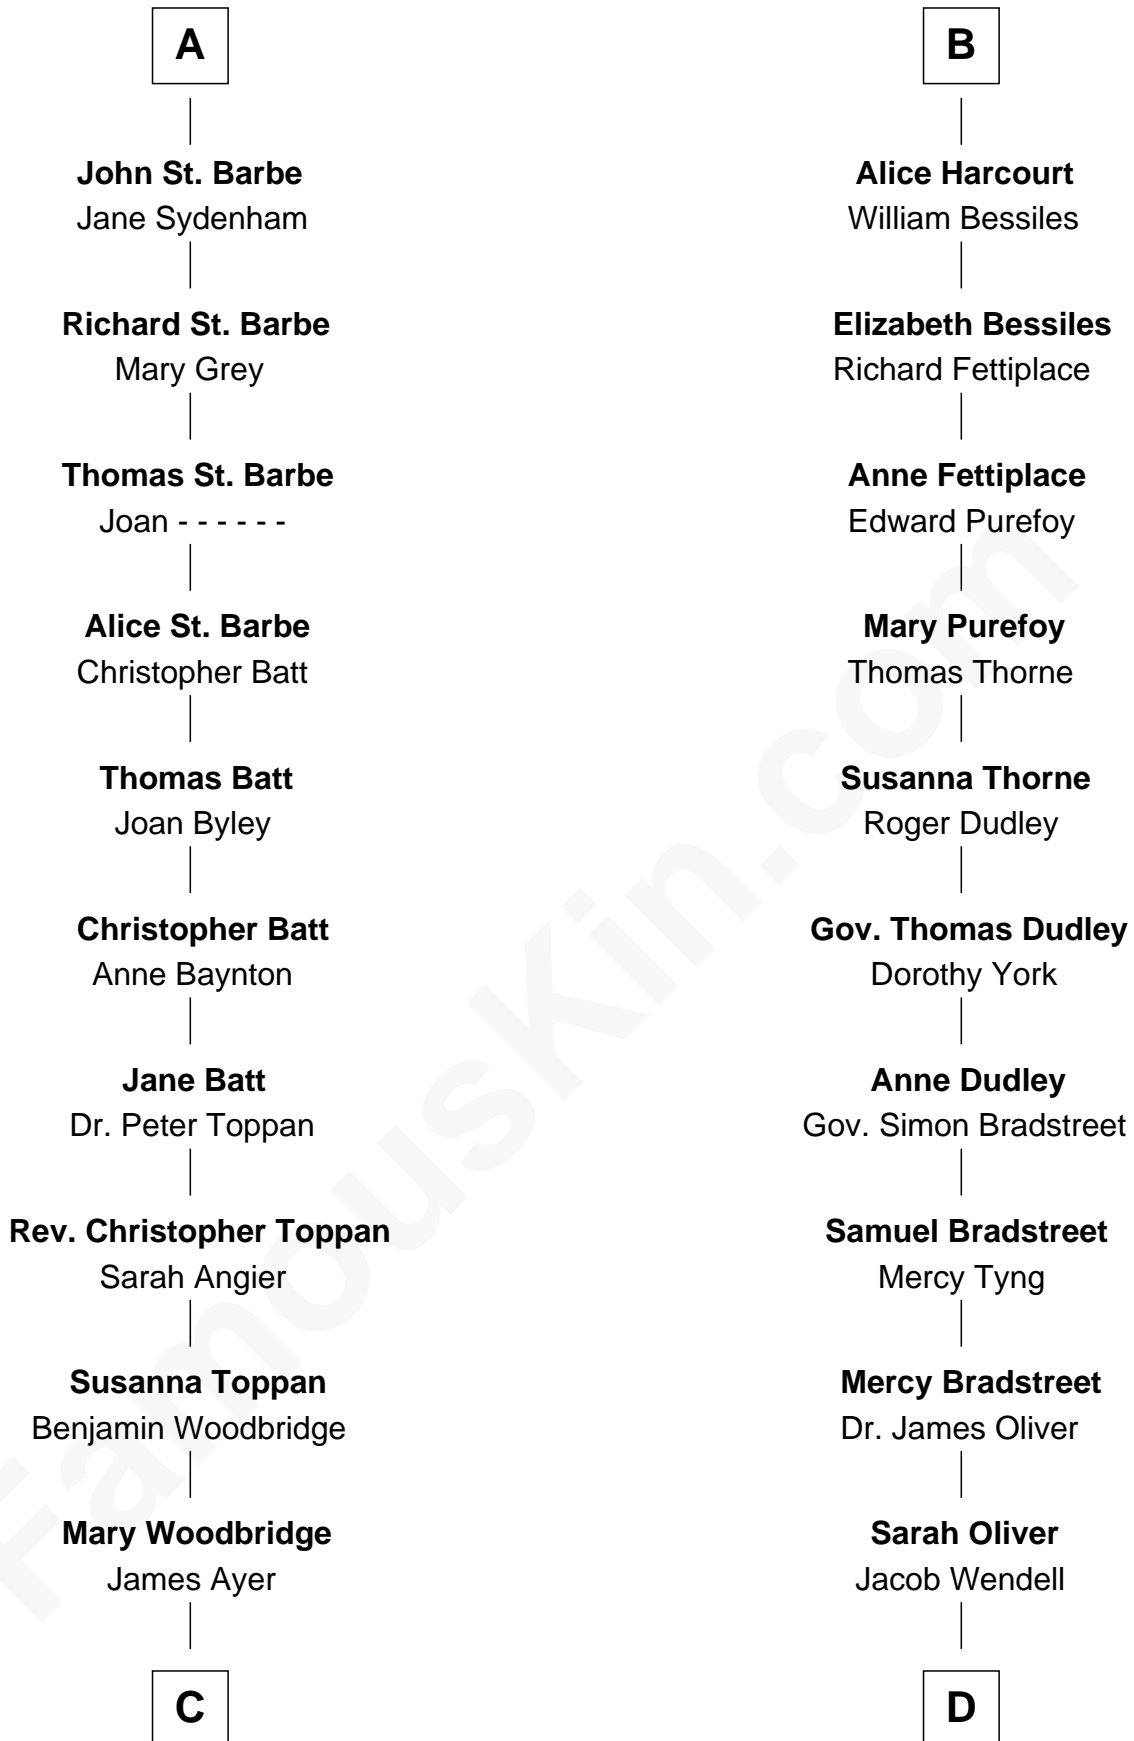 A
John St. Barbe
Jane Sydenham
Richard St. Barbe
Mary Grey
Thomas St. Barbe
Joan - - - - - -
Alice St. Barbe
Christopher Batt
Thomas Batt
Joan Byley
Christopher Batt
Anne Baynton
Jane Batt
Dr. Peter Toppan
Rev. Christopher Toppan
Sarah Angier
Susanna Toppan
Benjamin Woodbridge
Mary Woodbridge
James Ayer
C
B
Alice Harcourt
William Bessiles
Elizabeth Bessiles
Richard Fettiplace
Anne Fettiplace
Edward Purefoy
Mary Purefoy
Thomas Thorne
Susanna Thorne
Roger Dudley
Gov. Thomas Dudley
Dorothy York
Anne Dudley
Gov. Simon Bradstreet
Samuel Bradstreet
Mercy Tyng
Mercy Bradstreet
Dr. James Oliver
Sarah Oliver
Jacob Wendell
D
FamousKin.com